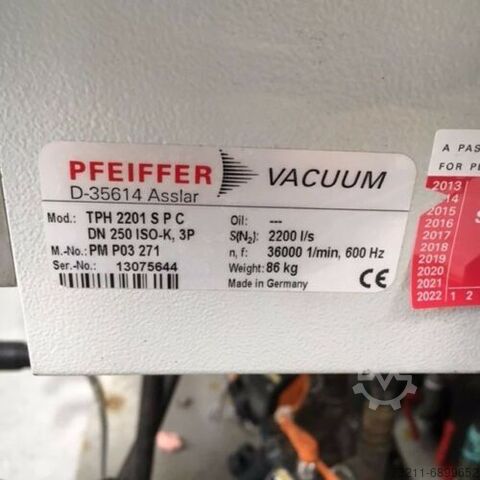 PFEIFFER VACUUM
D-35614 Asslar
Mod.: TPH 2201 S P C
DN 250 ISO-K, 3P
M.-No.: PM P03 271
Ser.-No.: 13075644
Oil: ---
S(N₂): 2200 l/s
n, f: 36000 1/min, 600 Hz
Weight: 86 kg
Made in Germany
CE
A PAS
FOR PE
2013
2015
2016
2017
2018
2019
2020
2021
2022 1 2